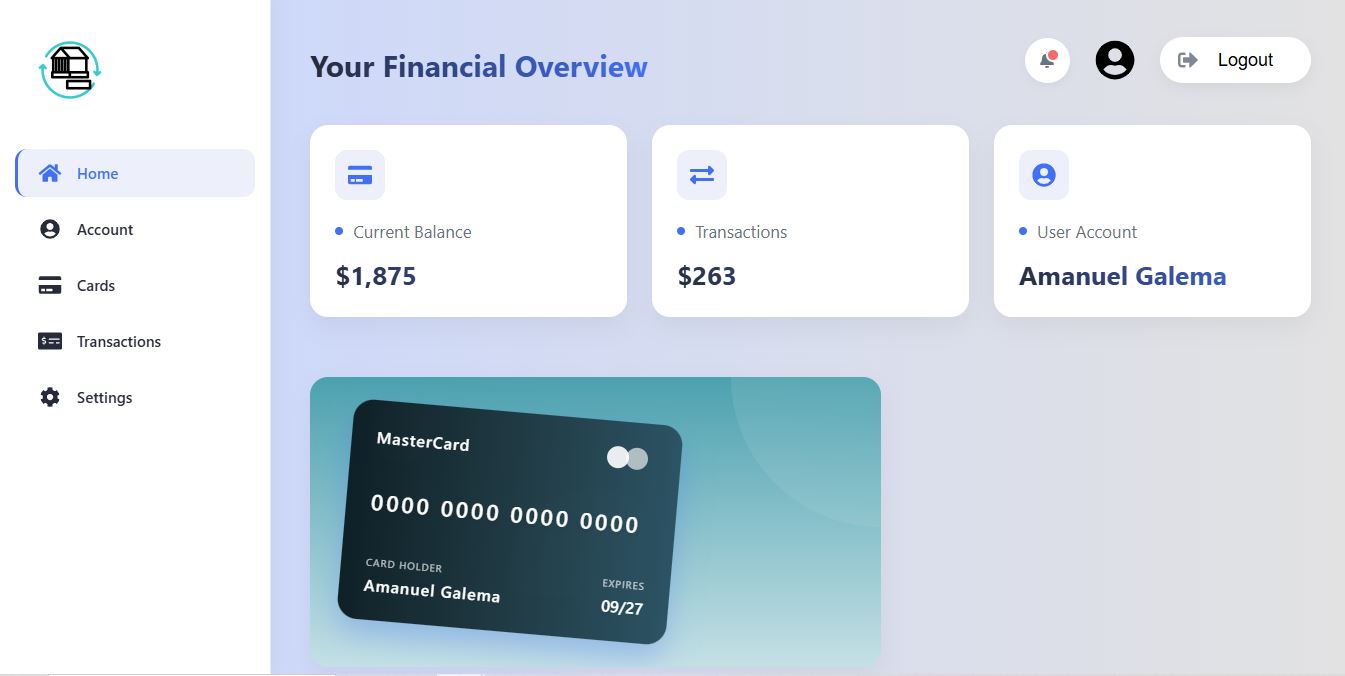 Your Financial Overview
Logout
Home
Account
Cards
Transactions
Settings
Current Balance
$1,875
Transactions
$263
User Account
Amanuel Galema
MasterCard
0000 0000 0000 0000
CARD HOLDER
Amanuel Galema
EXPIRES
09/27